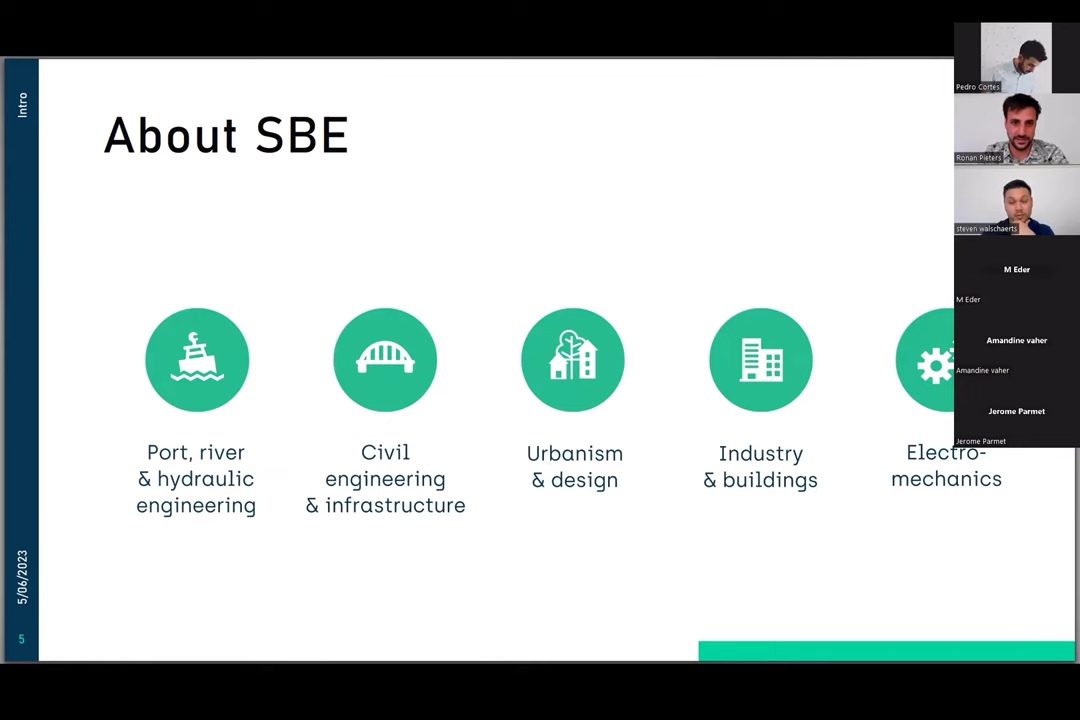 Intro
About SBE
Port, river
& hydraulic
engineering
Civil
engineering
& infrastructure
Urbanism
& design
Industry
& buildings
Electro-
mechanics
5/06/2023
5
Pedro Cortes
Ronan Pieters
steven walschaerts
M Eder
M Eder
Amandine vaher
Amandine vaher
Jerome Parmet
Jerome Parmet